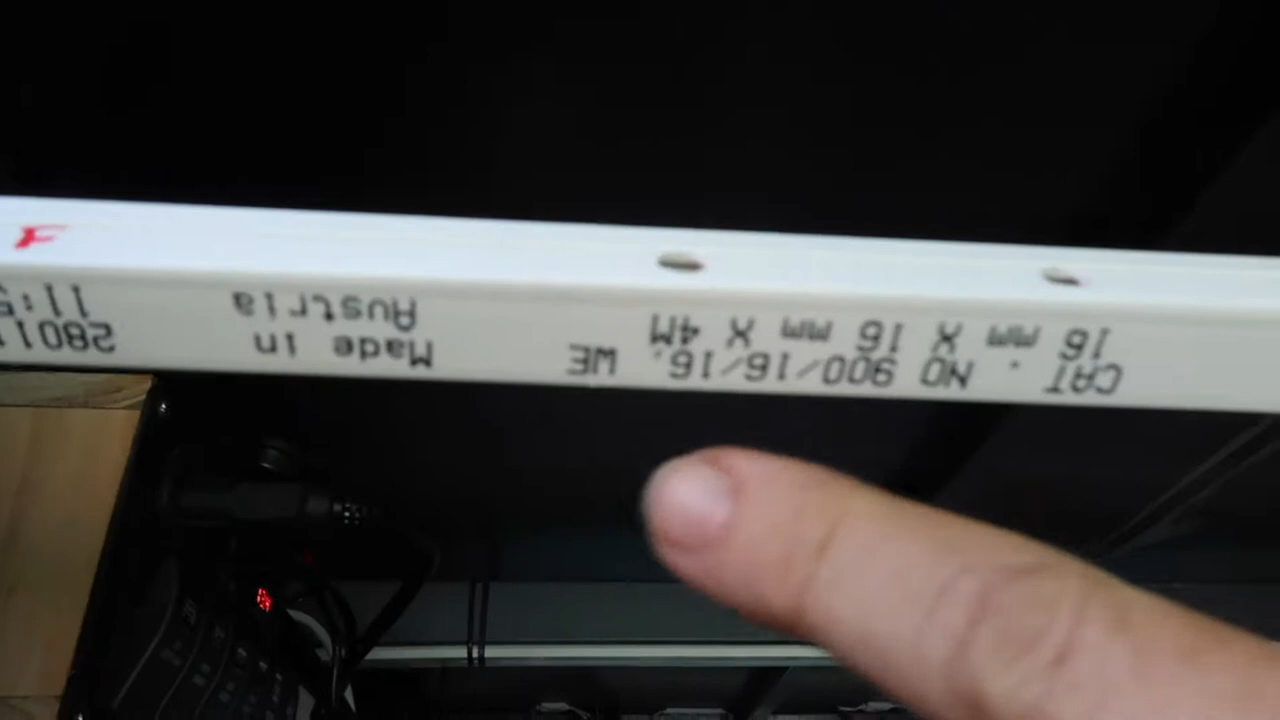 CAT. NO 900/16/16. WE
16 mm X 16 mm X 4M
Made in
Austria
F